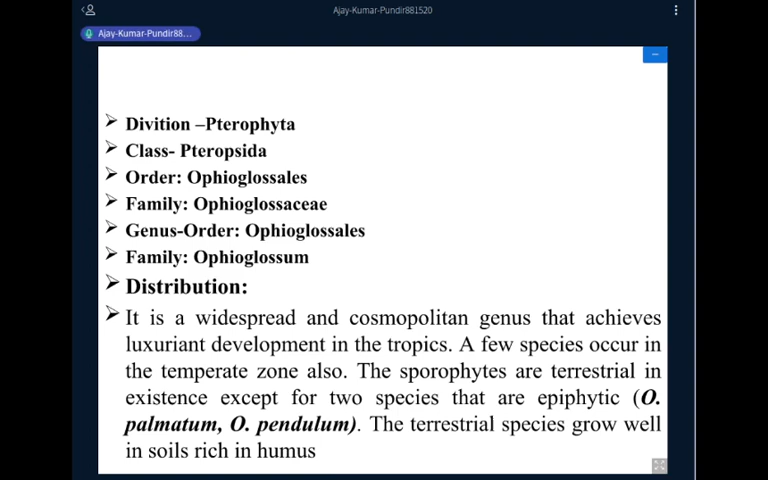 Ajay-Kumar-Pundir881520
Ajay-Kumar-Pundir88...
Divition –Pterophyta
Class- Pteropsida
Order: Ophioglossales
Family: Ophioglossaceae
Genus-Order: Ophioglossales
Family: Ophioglossum
Distribution:
It is a widespread and cosmopolitan genus that achieves
luxuriant development in the tropics. A few species occur in
the temperate zone also. The sporophytes are terrestrial in
existence except for two species that are epiphytic (O.
palmatum, O. pendulum). The terrestrial species grow well
in soils rich in humus